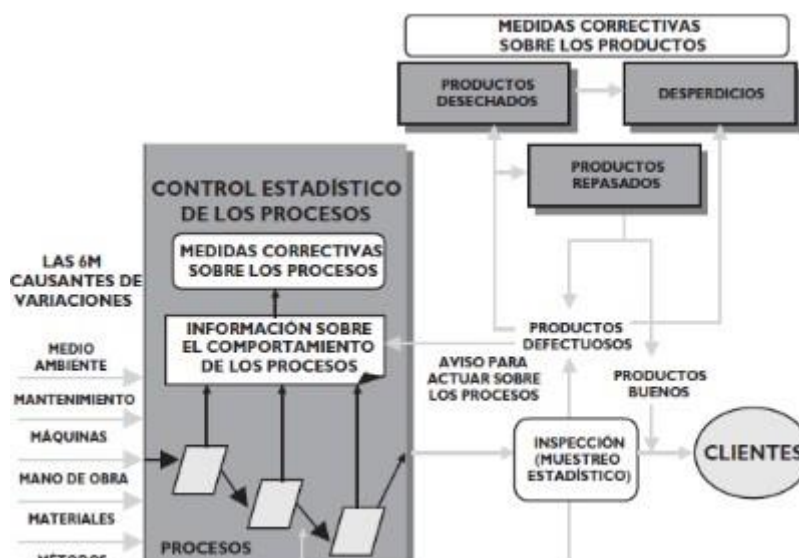 MEDIDAS CORRECTIVAS
SOBRE LOS PRODUCTOS
PRODUCTOS
DESECHADOS
DESPERDICIOS
PRODUCTOS
REPASADOS
CONTROL ESTADÍSTICO
DE LOS PROCESOS
MEDIDAS CORRECTIVAS
SOBRE LOS PROCESOS
LAS 6M
CAUSANTES DE
VARIACIONES
INFORMACIÓN SOBRE
EL COMPORTAMIENTO
DE LOS PROCESOS
PRODUCTOS
DEFECTUOSOS
AVISO PARA
ACTUAR SOBRE
LOS PROCESOS
PRODUCTOS
BUENOS
MEDIO
AMBIENTE
MANTENIMIENTO
MÁQUINAS
MANO DE OBRA
MATERIALES
MÉTODOS
INSPECCIÓN
(MUESTREO
ESTADÍSTICO)
CLIENTES
PROCESOS